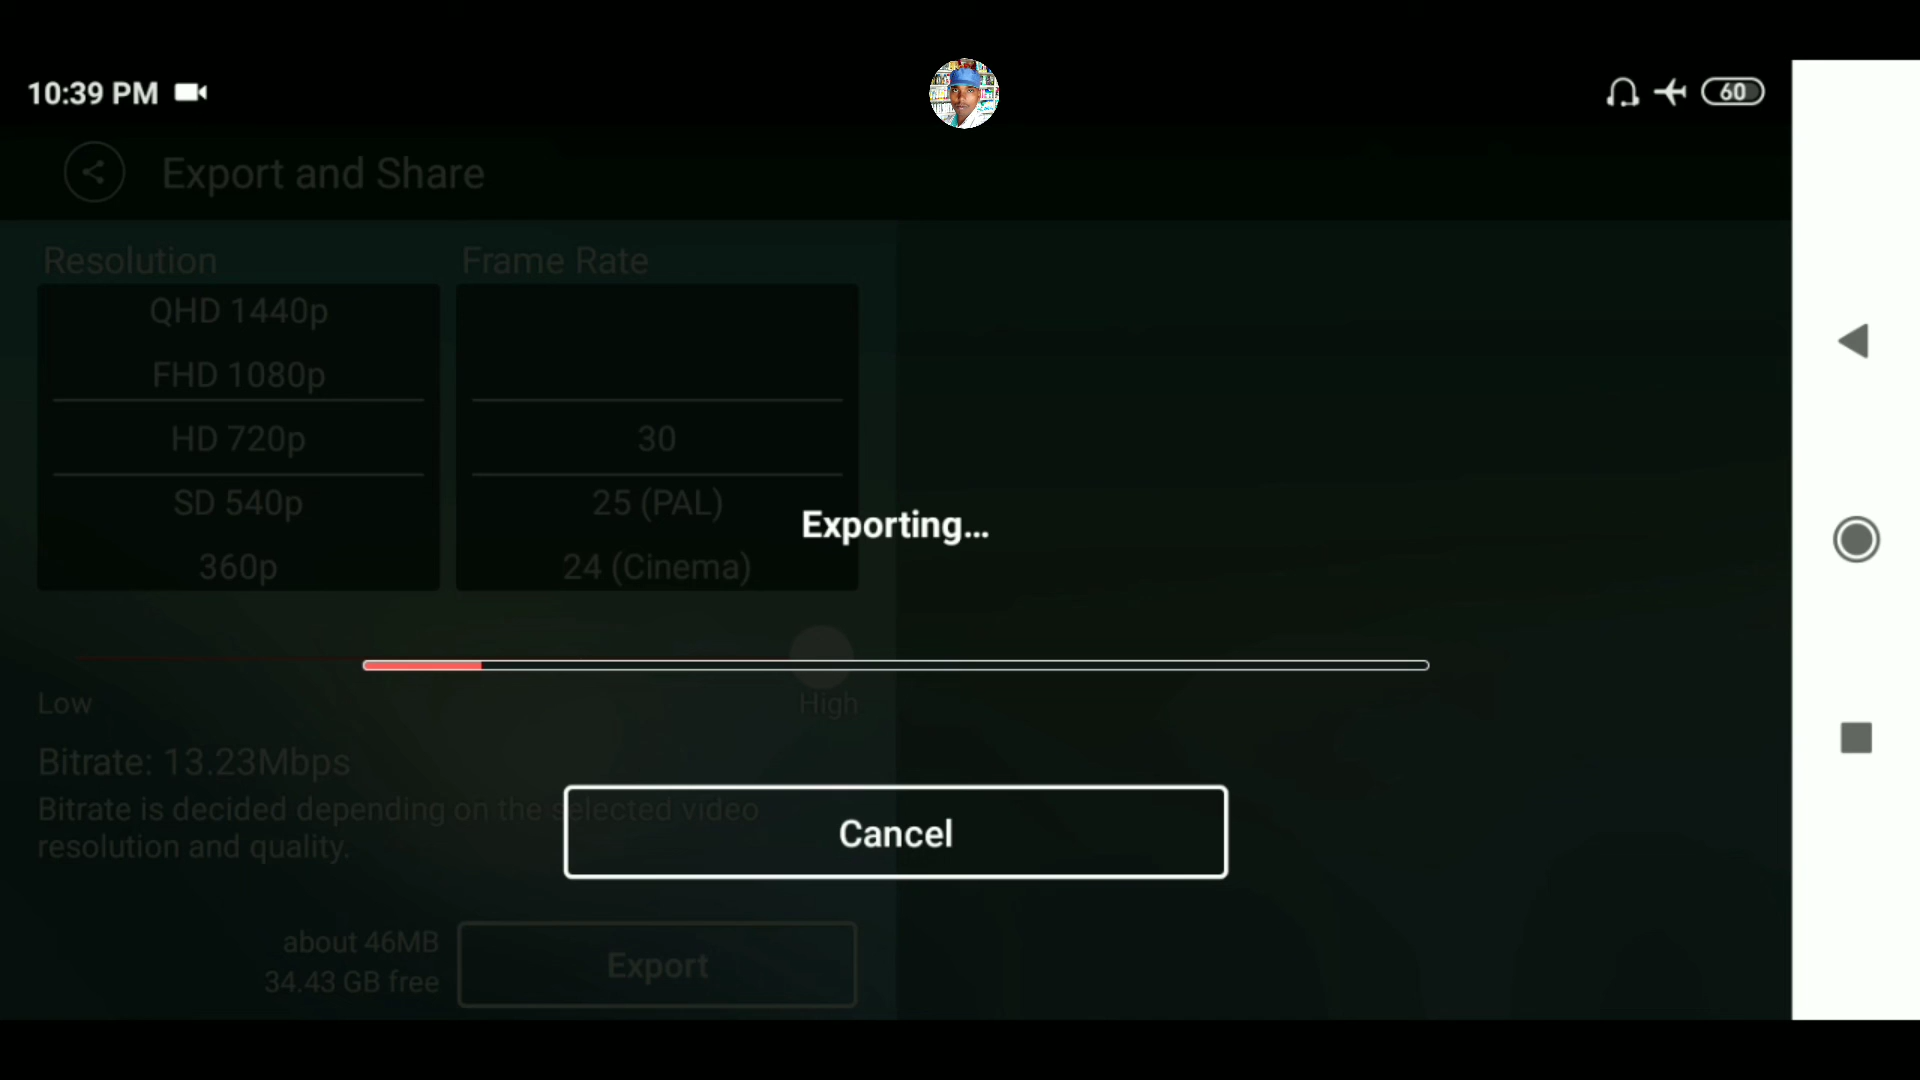 10:39 PM
60
Export and Share
Resolution
Frame Rate
QHD 1440p
FHD 1080p
HD 720p
30
SD 540p
25 (PAL)
360p
24 (Cinema)
Exporting...
Low
High
Bitrate: 13.23Mbps
Bitrate is decided depending on the selected video
resolution and quality.
Cancel
about 46MB
34.43 GB free
Export